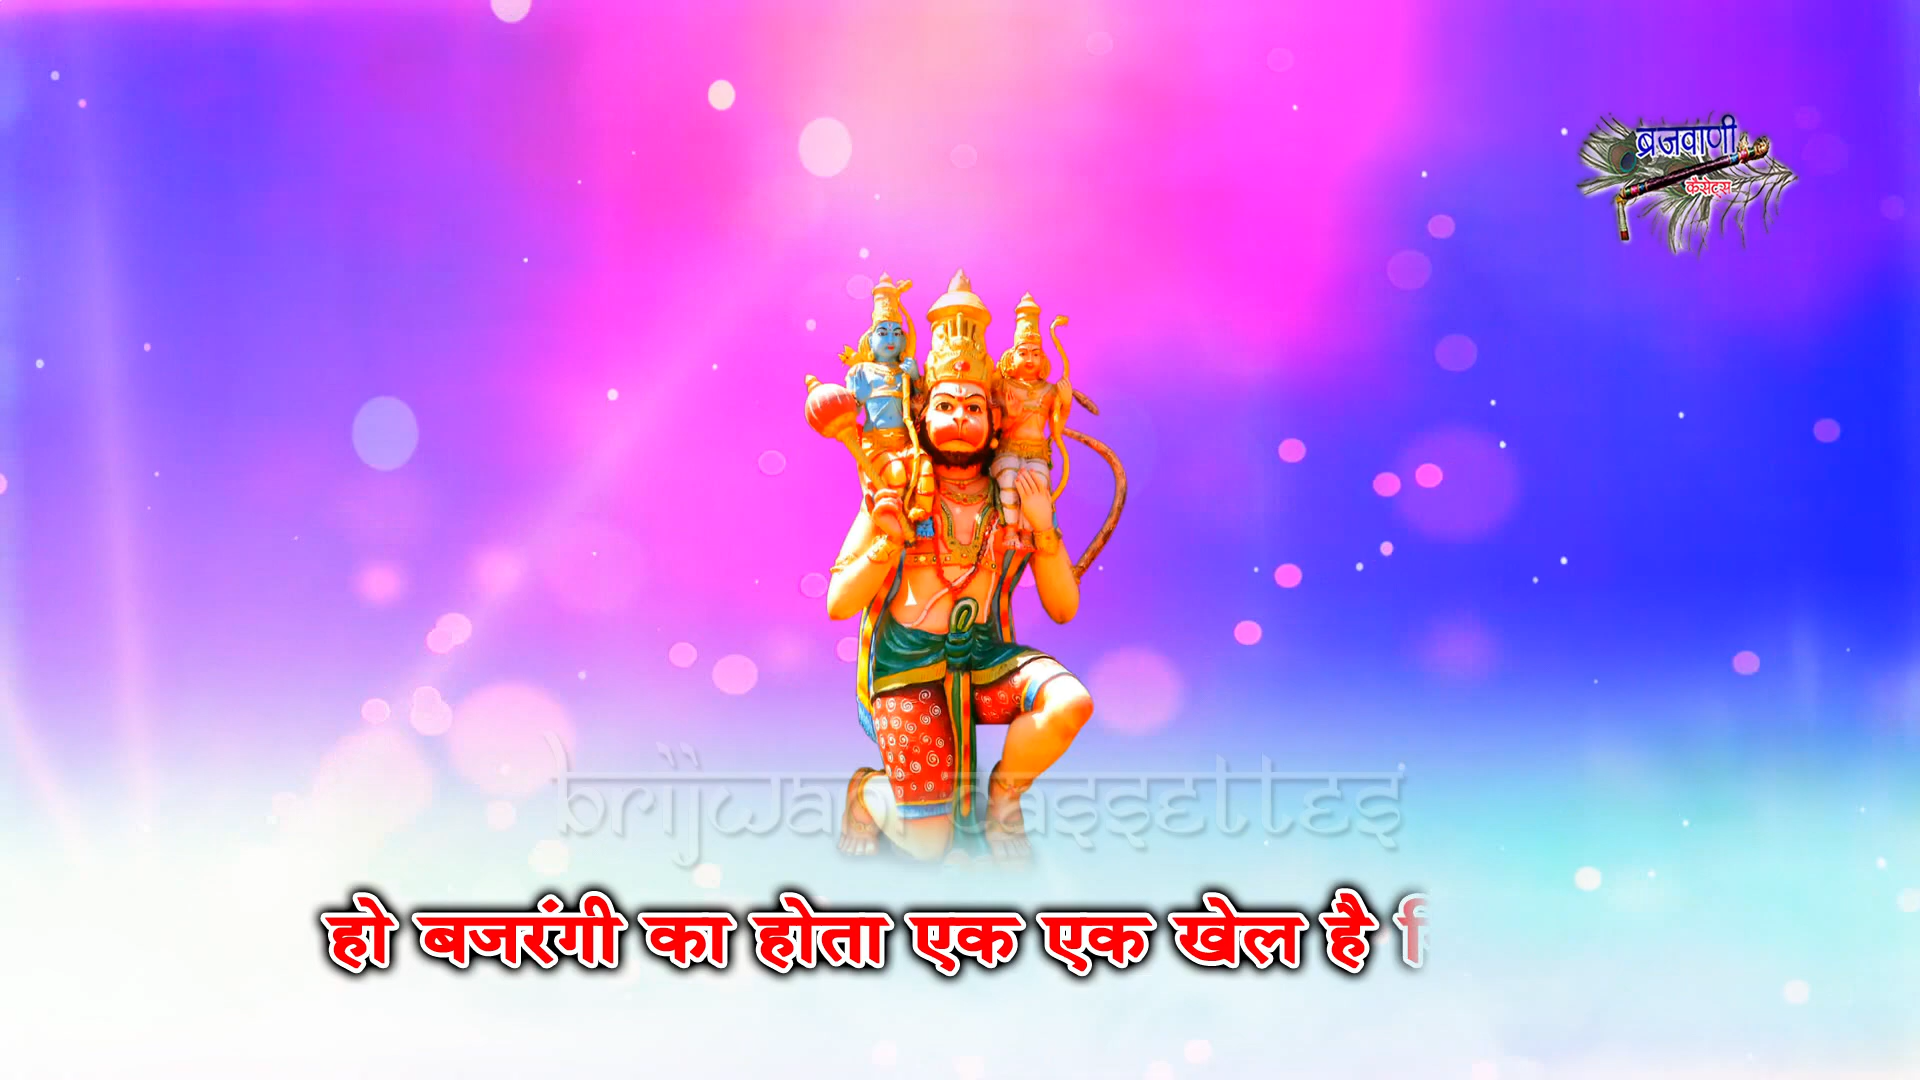 ब्रजवाणी
कैसेट्स
brijwani cassettes
हो बजरंगी का होता एक एक खेल है